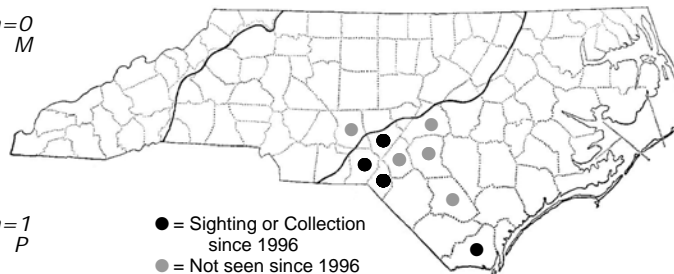 n=0
M
n=1
P
● = Sighting or Collection
since 1996
● = Not seen since 1996